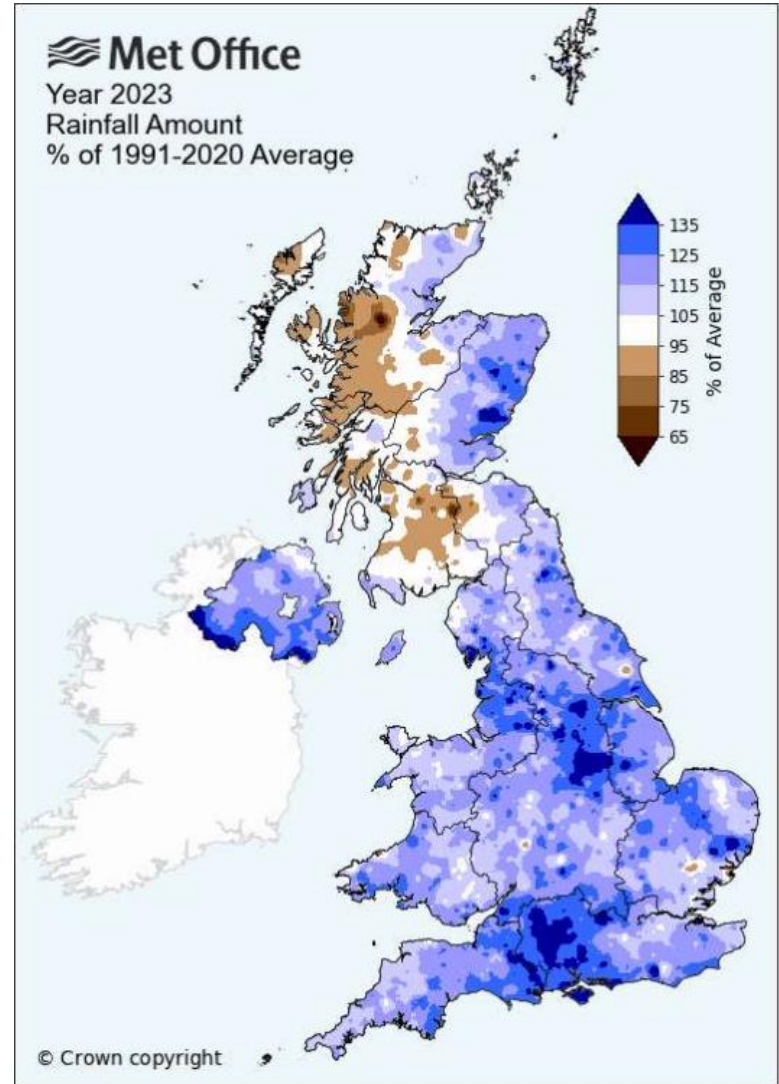 Met Office
Year 2023
Rainfall Amount
% of 1991-2020 Average
135
125
115
105
95
85
75
65
% of Average
© Crown copyright